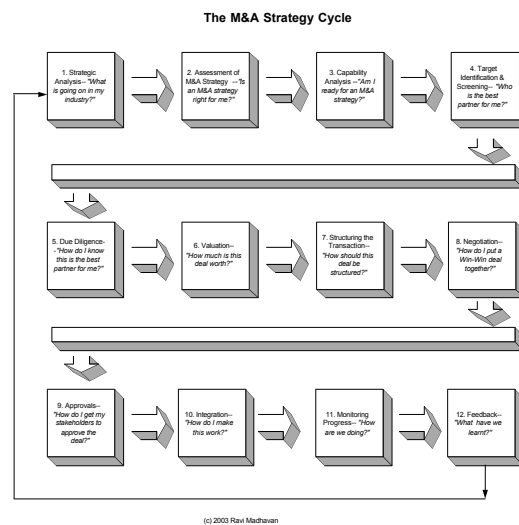 The M&A Strategy Cycle
1. Strategic
Analysis-- "What
is going on in my
industry?"
2. Assessment of
M&A Strategy --"Is
an M&A strategy
right for me?"
3. Capability
Analysis --"Am I
ready for an M&A
strategy?"
4. Target
Identification &
Screening-- "Who
is the best
partner for me?"
5. Due Diligence-
-"How do I know
this is the best
partner for me?"
6. Valuation--
"How much is this
deal worth?"
7. Structuring the
Transaction--
"How should this
deal be
structured?"
8. Negotiation--
"How do I put a
Win-Win deal
together?"
9. Approvals--
"How do I get my
stakeholders to
approve the
deal?"
10. Integration--
"How do I make
this work?"
11. Monitoring
Progress-- "How
are we doing?"
12. Feedback--
"What have we
learnt?"
(c) 2003 Ravi Madhavan